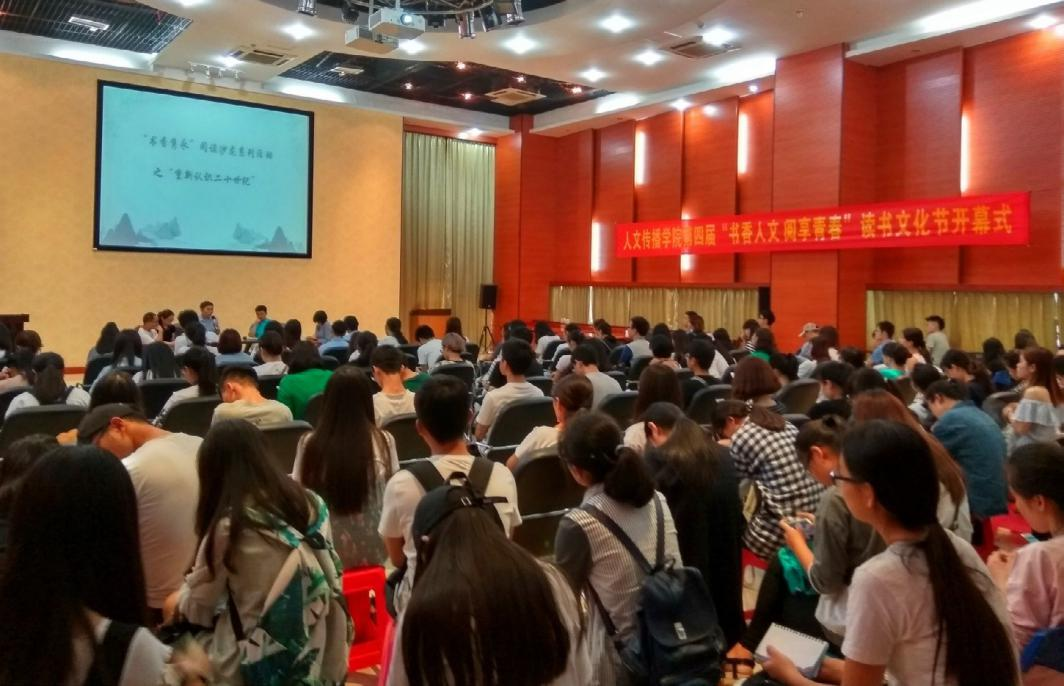 “书香隽永”阅读沙龙系列活动
之“重新认识二十世纪”
人文传播学院第四届“书香人文 阅享青春”读书文化节开幕式